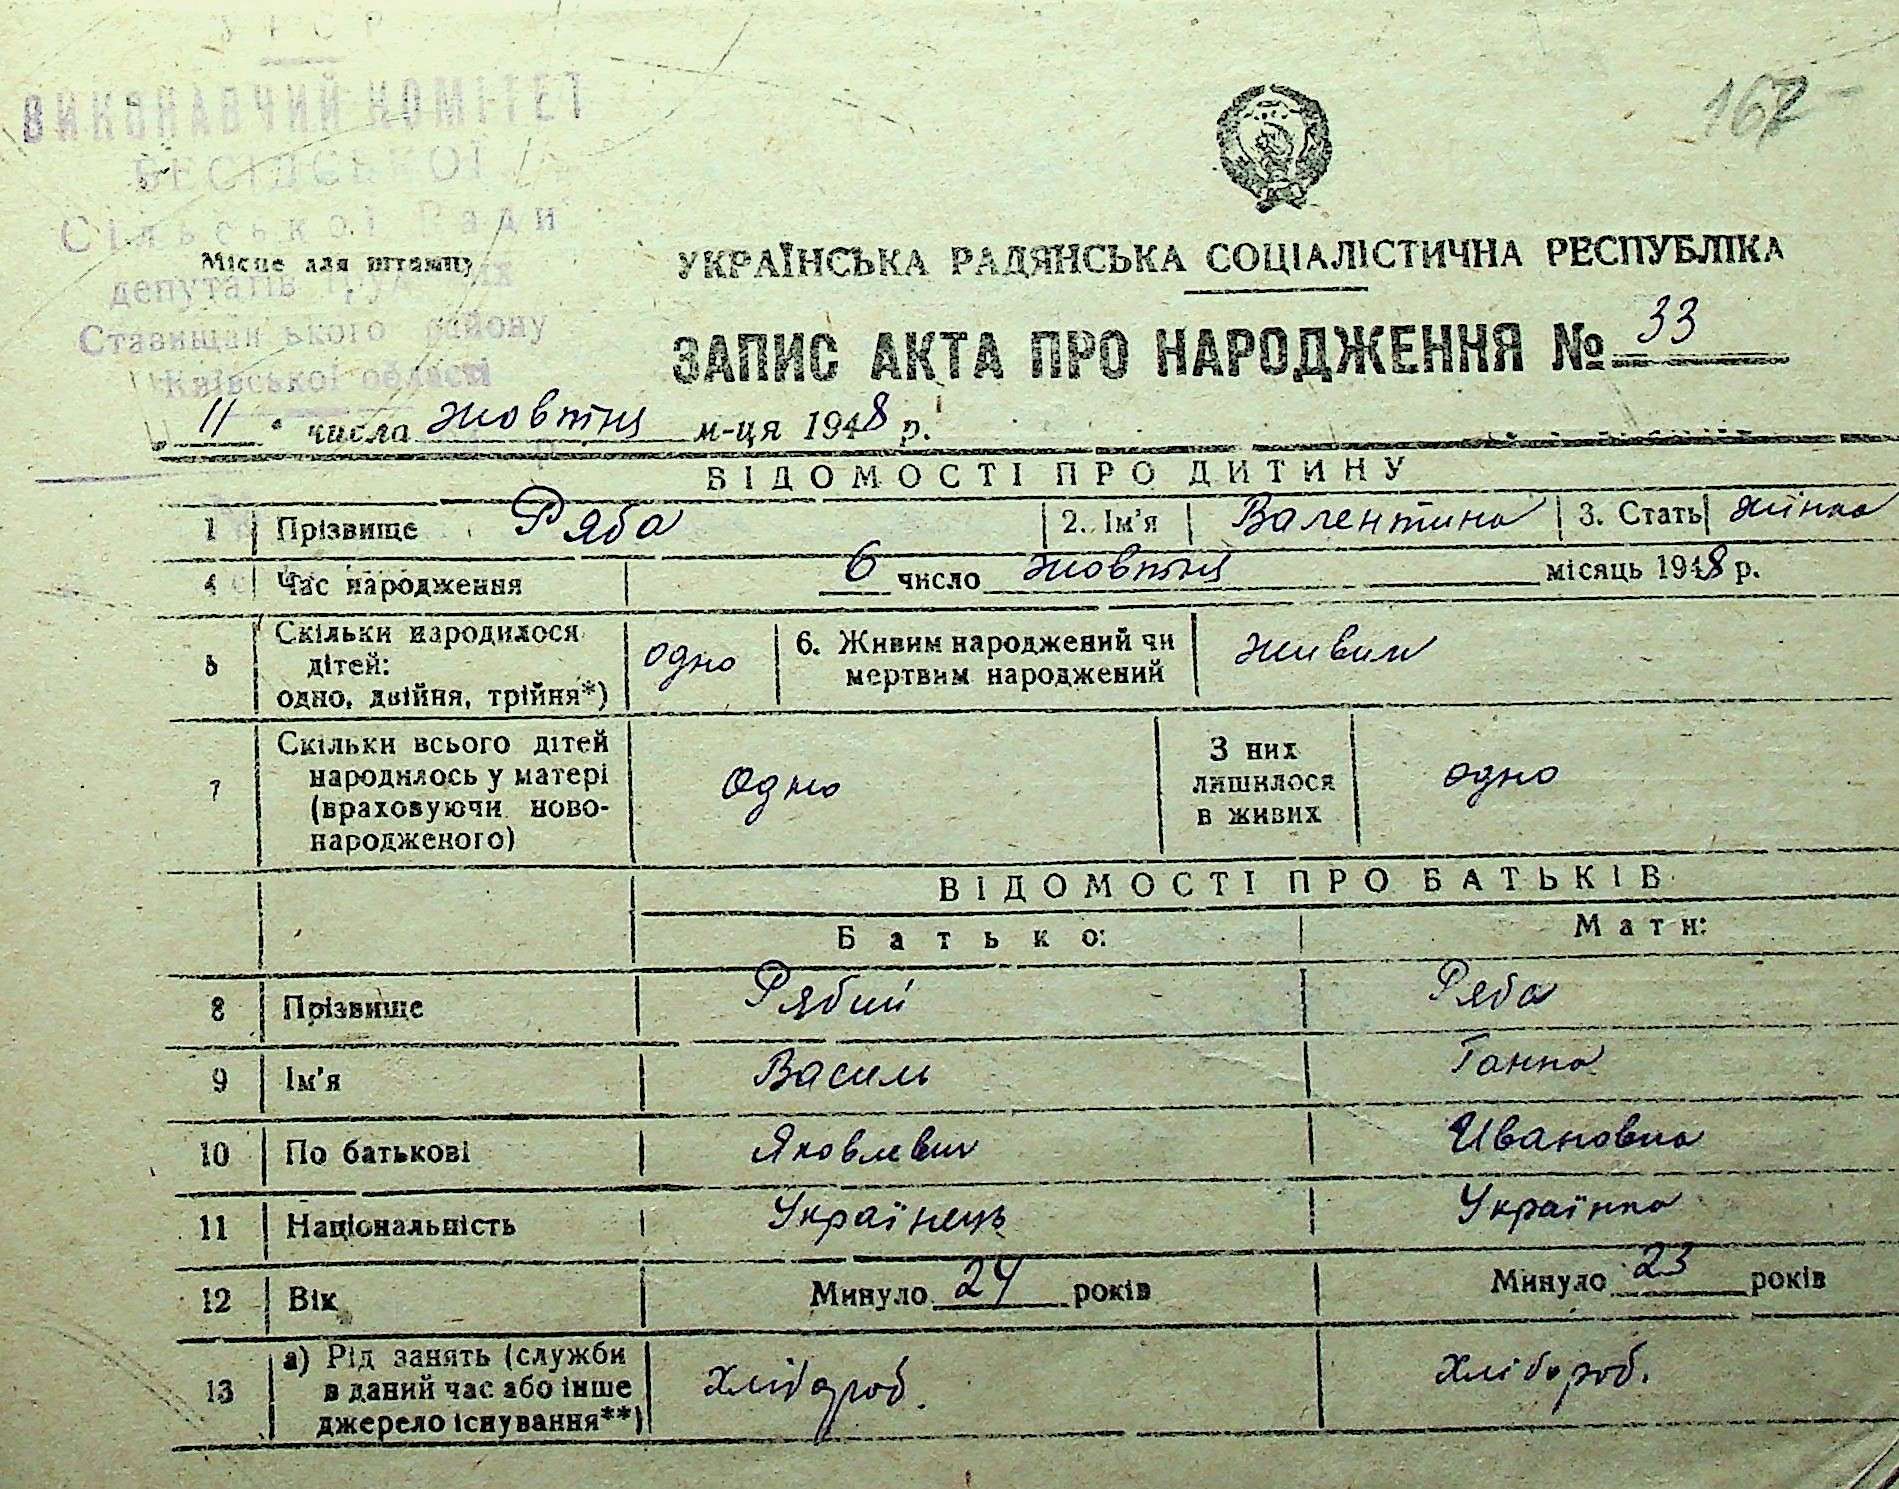 УРСР
ВИКОНАВЧИЙ КОМІТЕТ
БЕСІДСЬКОЇ
Сільської Ради
депутатів трудящих
Ставищанського району
Київської області
Місце для штампу
167
УКРАЇНСЬКА РАДЯНСЬКА СОЦІАЛІСТИЧНА РЕСПУБЛІКА
ЗАПИС АКТА ПРО НАРОДЖЕННЯ № 33
„11“ числа жовтня м-ця 1948 р.
ВІДОМОСТІ ПРО ДИТИНУ
1 Прізвище Ряба 2. Ім'я Валентина 3. Стать жінка
4 Час народження 6 число жовтня місяць 1948 р.
5 Скільки народилося дітей: одно, двійня, трійня*) одно 6. Живим народжений чи мертвим народжений живим
7 Скільки всього дітей народилось у матері (враховуючи новонародженого) Одно З них лишилося в живих одно
ВІДОМОСТІ ПРО БАТЬКІВ
Батько: Мати:
8 Прізвище Рябий Ряба
9 Ім'я Василь Ганна
10 По батькові Яковлевич Ивановна
11 Національність Українець Українка
12 Вік Минуло 24 років Минуло 23 років
13 а) Рід занять (служби в даний час або інше джерело існування**) Хлібороб. Хлібороб.